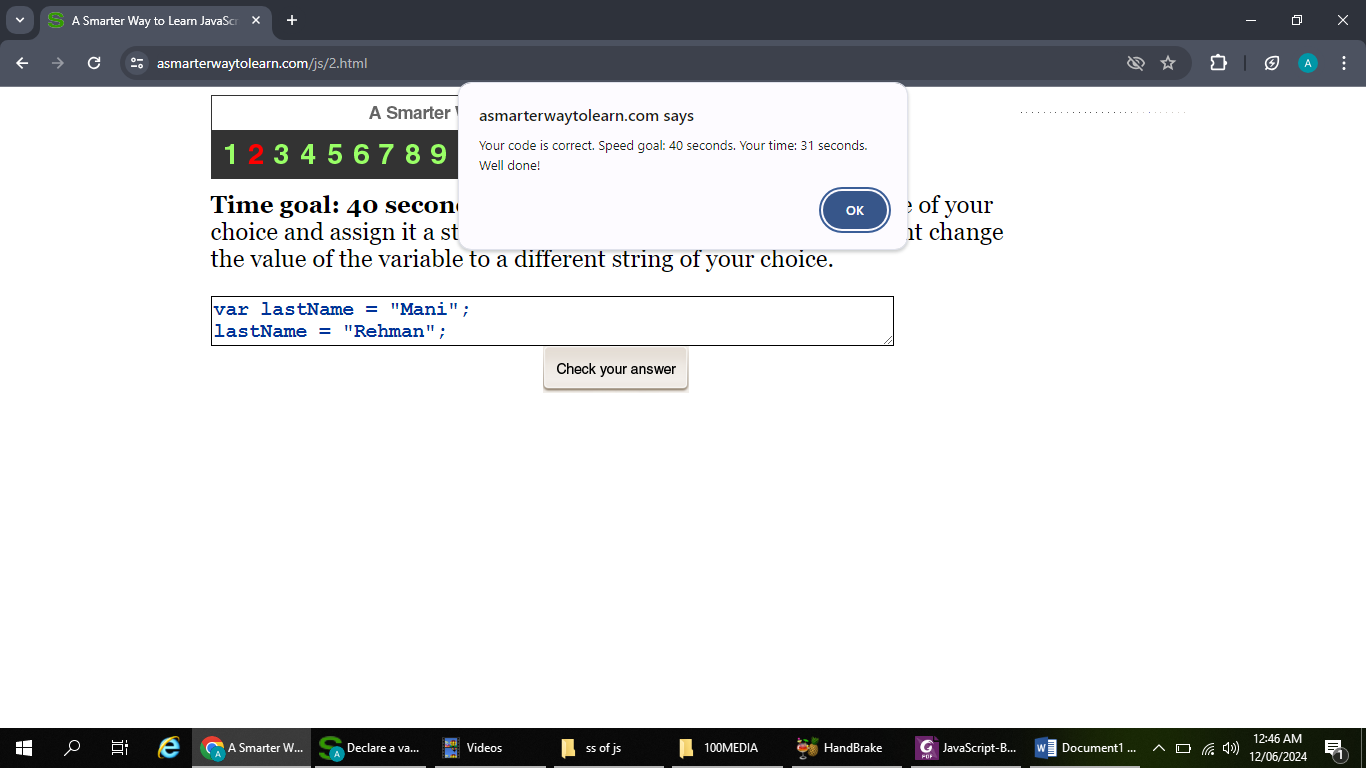 A Smarter Way to Learn JavaScr
asmarterwaytolearn.com/js/2.html
A
A Smarter
1 2 3 4 5 6 7 8 9
asmarterwaytolearn.com says
Your code is correct. Speed goal: 40 seconds. Your time: 31 seconds.
Well done!
OK
Time goal: 40 secon of your
choice and assign it a st nt change
the value of the variable to a different string of your choice.
var lastName = "Mani";
lastName = "Rehman";
Check your answer
A Smarter W... Declare a va... Videos ss of js 100MEDIA HandBrake JavaScript-B... Document1 ... 12:46 AM
12/06/2024 1